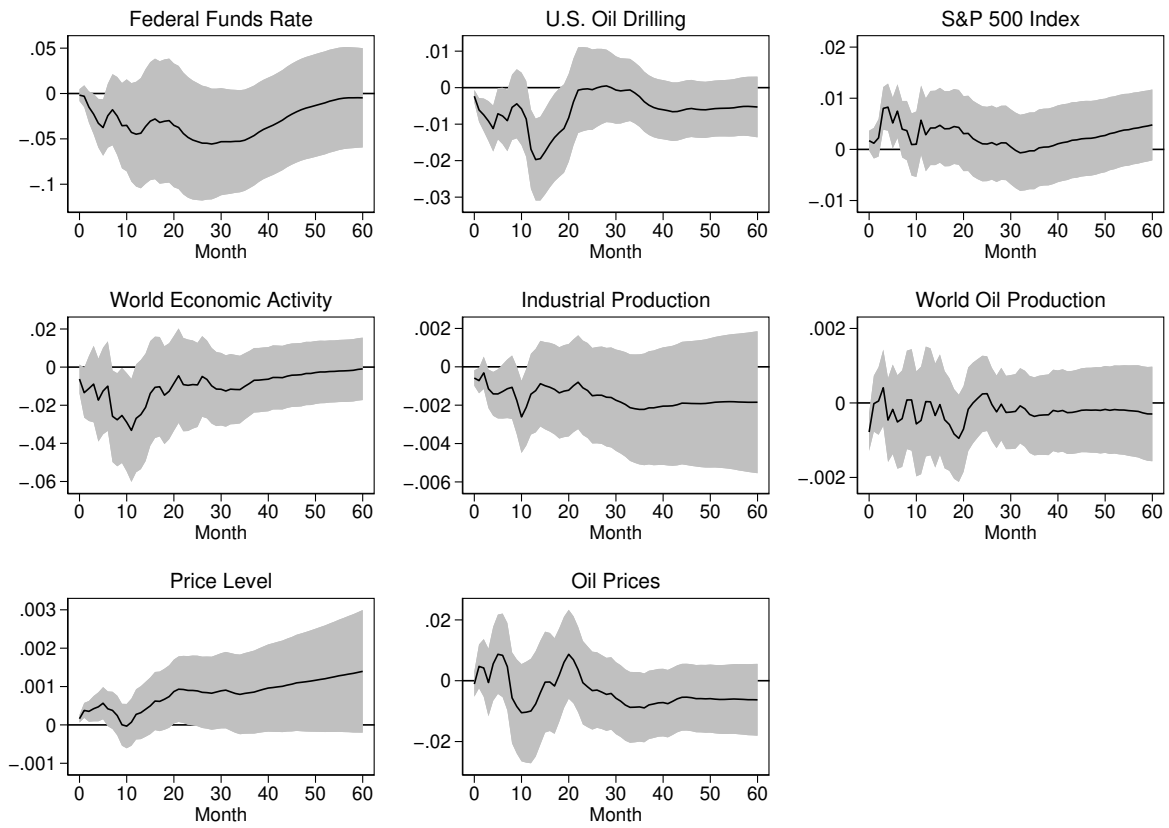 Federal Funds Rate
.05
0
−.05
−.1
0 10 20 30 40 50 60
Month
U.S. Oil Drilling
.01
0
−.01
−.02
−.03
0 10 20 30 40 50 60
Month
S&P 500 Index
.02
.01
0
−.01
0 10 20 30 40 50 60
Month
World Economic Activity
.02
0
−.02
−.04
−.06
0 10 20 30 40 50 60
Month
Industrial Production
.002
0
−.002
−.004
−.006
0 10 20 30 40 50 60
Month
World Oil Production
.002
0
−.002
0 10 20 30 40 50 60
Month
Price Level
.003
.002
.001
0
−.001
0 10 20 30 40 50 60
Month
Oil Prices
.02
0
−.02
0 10 20 30 40 50 60
Month